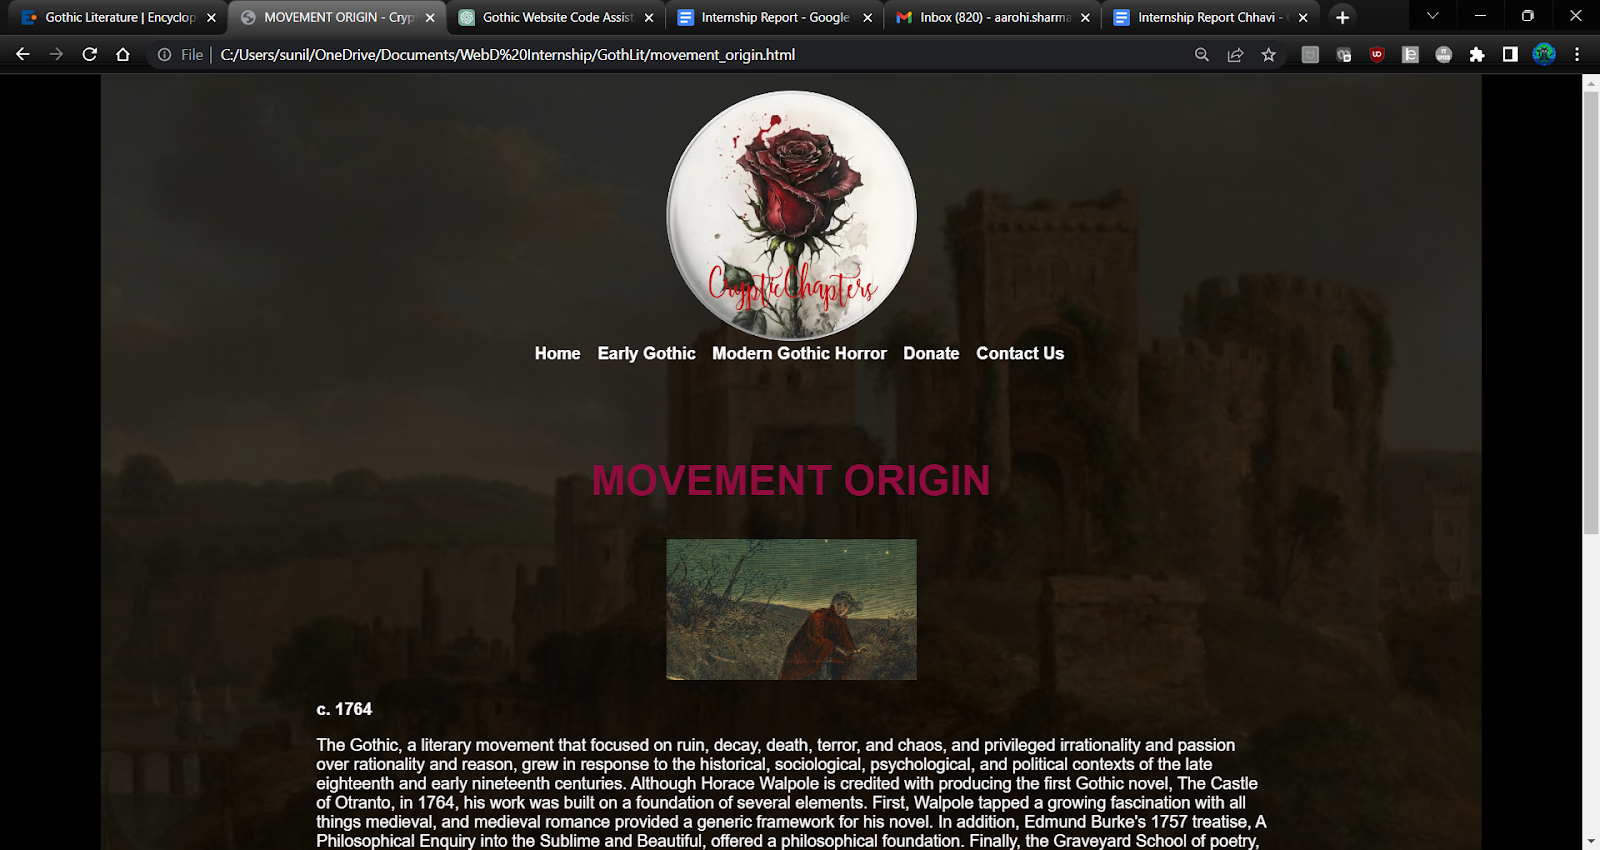 Gothic Literature | Encyclop
MOVEMENT ORIGIN - Cryp
Gothic Website Code Assist
Internship Report - Google
Inbox (820) - aarohi.sharma
Internship Report Chhavi -
File
C:/Users/sunil/OneDrive/Documents/WebD%20Internship/GothLit/movement_origin.html
CrypticChapters
Home Early Gothic Modern Gothic Horror Donate Contact Us
MOVEMENT ORIGIN
c. 1764
The Gothic, a literary movement that focused on ruin, decay, death, terror, and chaos, and privileged irrationality and passion
over rationality and reason, grew in response to the historical, sociological, psychological, and political contexts of the late
eighteenth and early nineteenth centuries. Although Horace Walpole is credited with producing the first Gothic novel, The Castle
of Otranto, in 1764, his work was built on a foundation of several elements. First, Walpole tapped a growing fascination with all
things medieval, and medieval romance provided a generic framework for his novel. In addition, Edmund Burke's 1757 treatise, A
Philosophical Enquiry into the Sublime and Beautiful, offered a philosophical foundation. Finally, the Graveyard School of poetry,